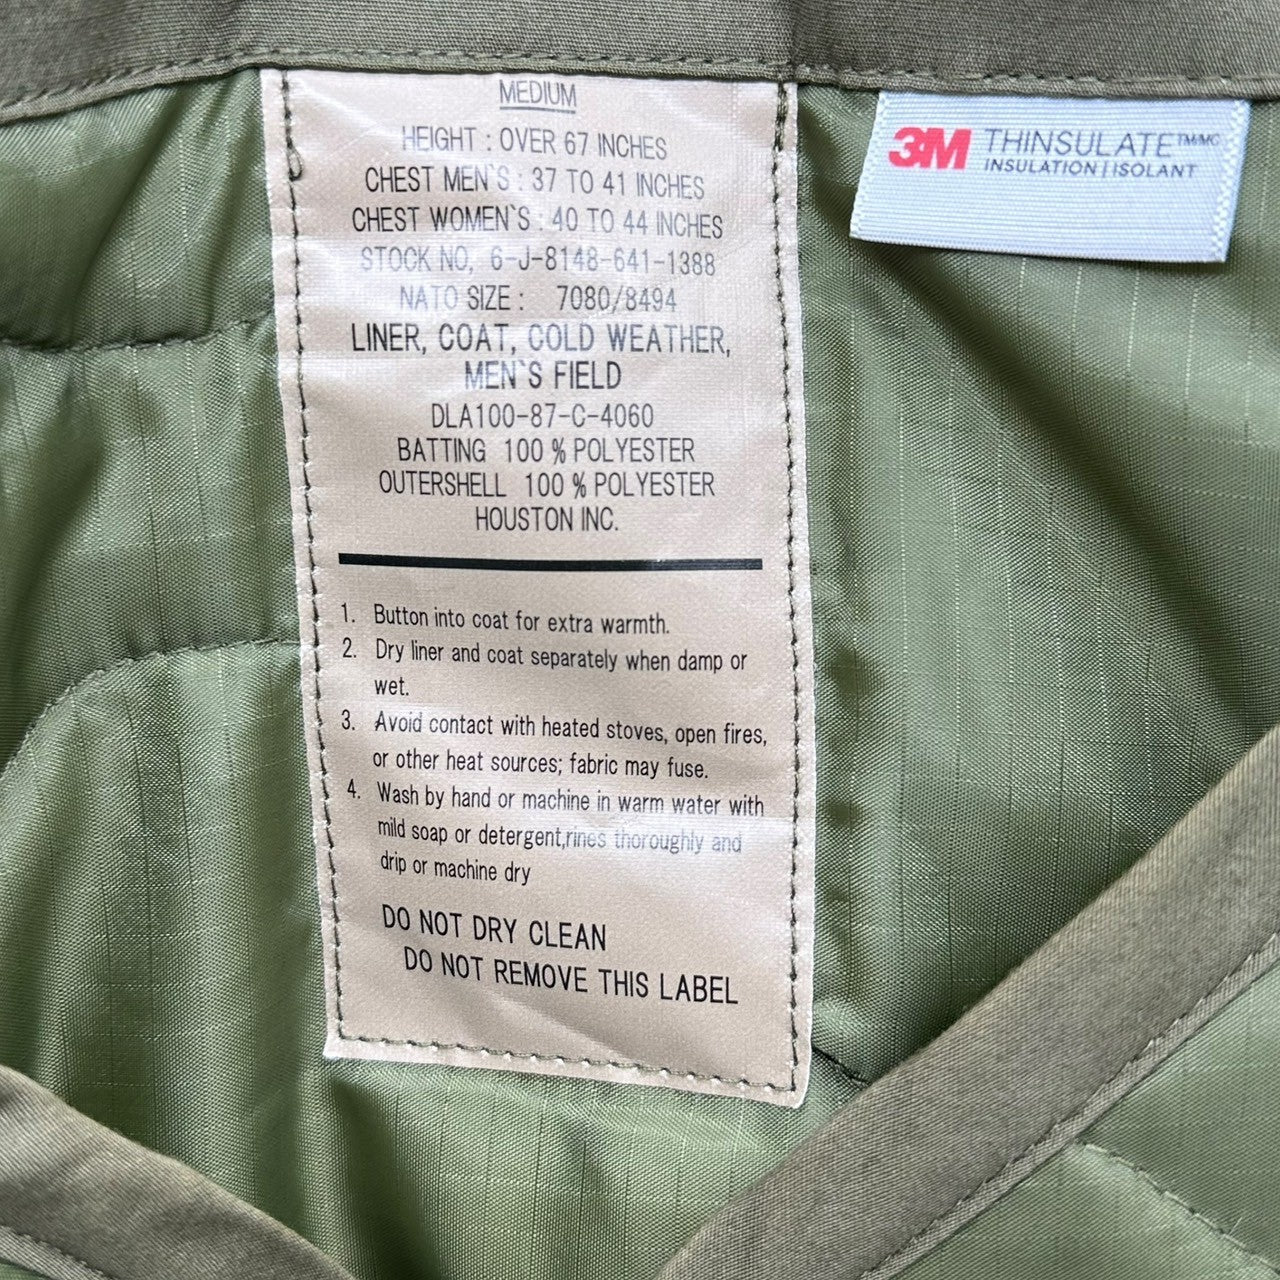 MEDIUM
HEIGHT : OVER 67 INCHES
CHEST MEN`S : 37 TO 41 INCHES
CHEST WOMEN`S : 40 TO 44 INCHES
STOCK NO, 6-J-8148-641-1388
NATO SIZE : 7080/8494
LINER, COAT, COLD WEATHER,
MEN`S FIELD
DLA100-87-C-4060
BATTING 100 % POLYESTER
OUTERSHELL 100 % POLYESTER
HOUSTON INC.
1. Button into coat for extra warmth.
2. Dry liner and coat separately when damp or
wet.
3. Avoid contact with heated stoves, open fires,
or other heat sources; fabric may fuse.
4. Wash by hand or machine in warm water with
mild soap or detergent,rines thoroughly and
drip or machine dry
DO NOT DRY CLEAN
DO NOT REMOVE THIS LABEL
3M THINSULATE™/MC
INSULATION | ISOLANT